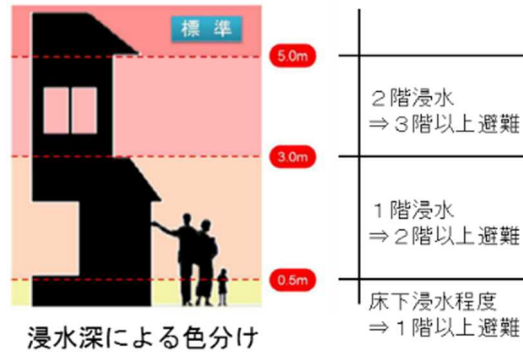 標準
5.0m
2階浸水
⇒3階以上避難
3.0m
1階浸水
⇒2階以上避難
0.5m
床下浸水程度
⇒1階以上避難
浸水深による色分け